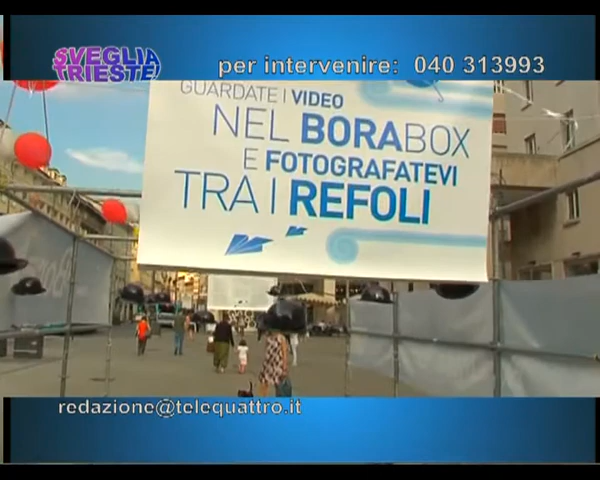 SVEGLIA
TRIESTE!
per intervenire: 040 313993
GUARDATE I VIDEO
NEL BORABOX
E FOTOGRAFATEVI
TRA I REFOLI
redazione@telequattro.it